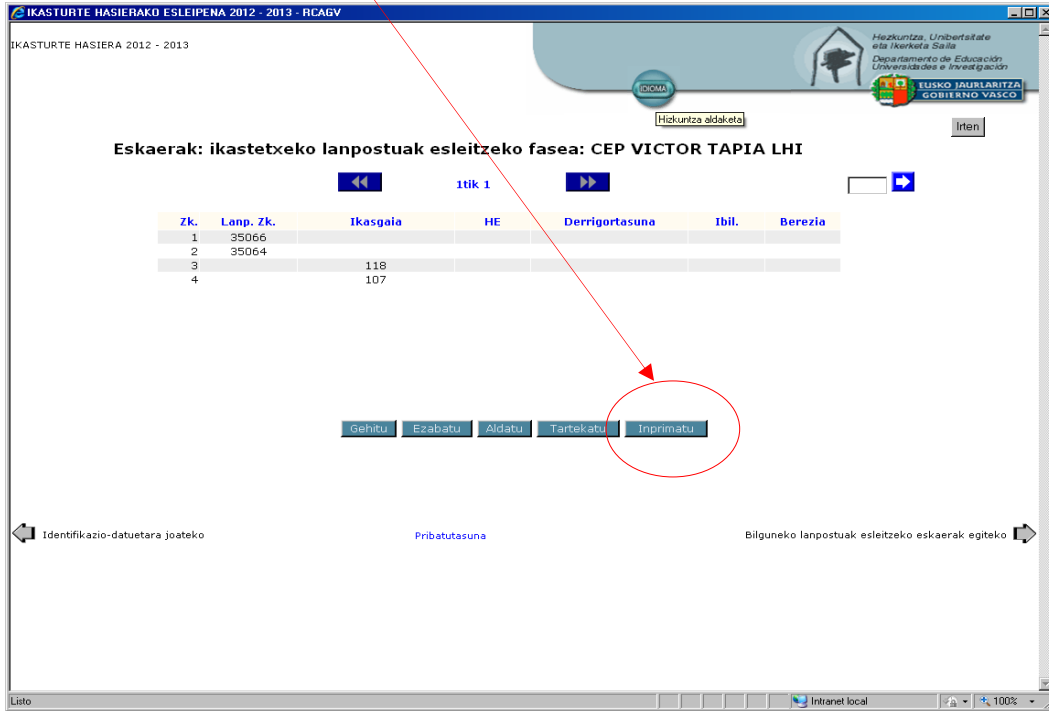 IKASTURTE HASIERAKO ESLEIPENA 2012 - 2013 - RCAGV
IKASTURTE HASIERA 2012 - 2013
Hezkuntza, Unibertsitate
eta Ikerketa Saila
Departamento de Educación
Universidades e Investigación
EUSKO JAURLARITZA
GOBIERNO VASCO
IDIOMA
Hizkuntza aldaketa
Irten
Eskaerak: ikastetxeko lanpostuak esleitzeko fasea: CEP VICTOR TAPIA LHI
1tik 1
Zk. Lanp. Zk. Ikasgaia HE Derrigortasuna Ibil. Berezia
1 35066
2 35064
3 118
4 107
Gehitu Ezabatu Aldatu Tartekatu Inprimatu
Identifikazio-datuetara joateko Pribatutasuna Bilguneko lanpostuak esleitzeko eskaerak egiteko
Listo Intranet local 100%